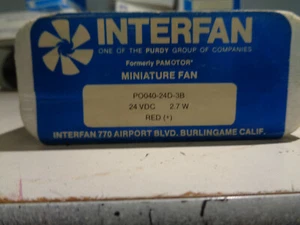 INTERFAN
ONE OF THE PURDY GROUP OF COMPANIES
Formerly PAMOTOR
MINIATURE FAN
PO040-24D-3B
24 VDC 2.7 W
RED (+)
INTERFAN 770 AIRPORT BLVD. BURLINGAME CALIF.